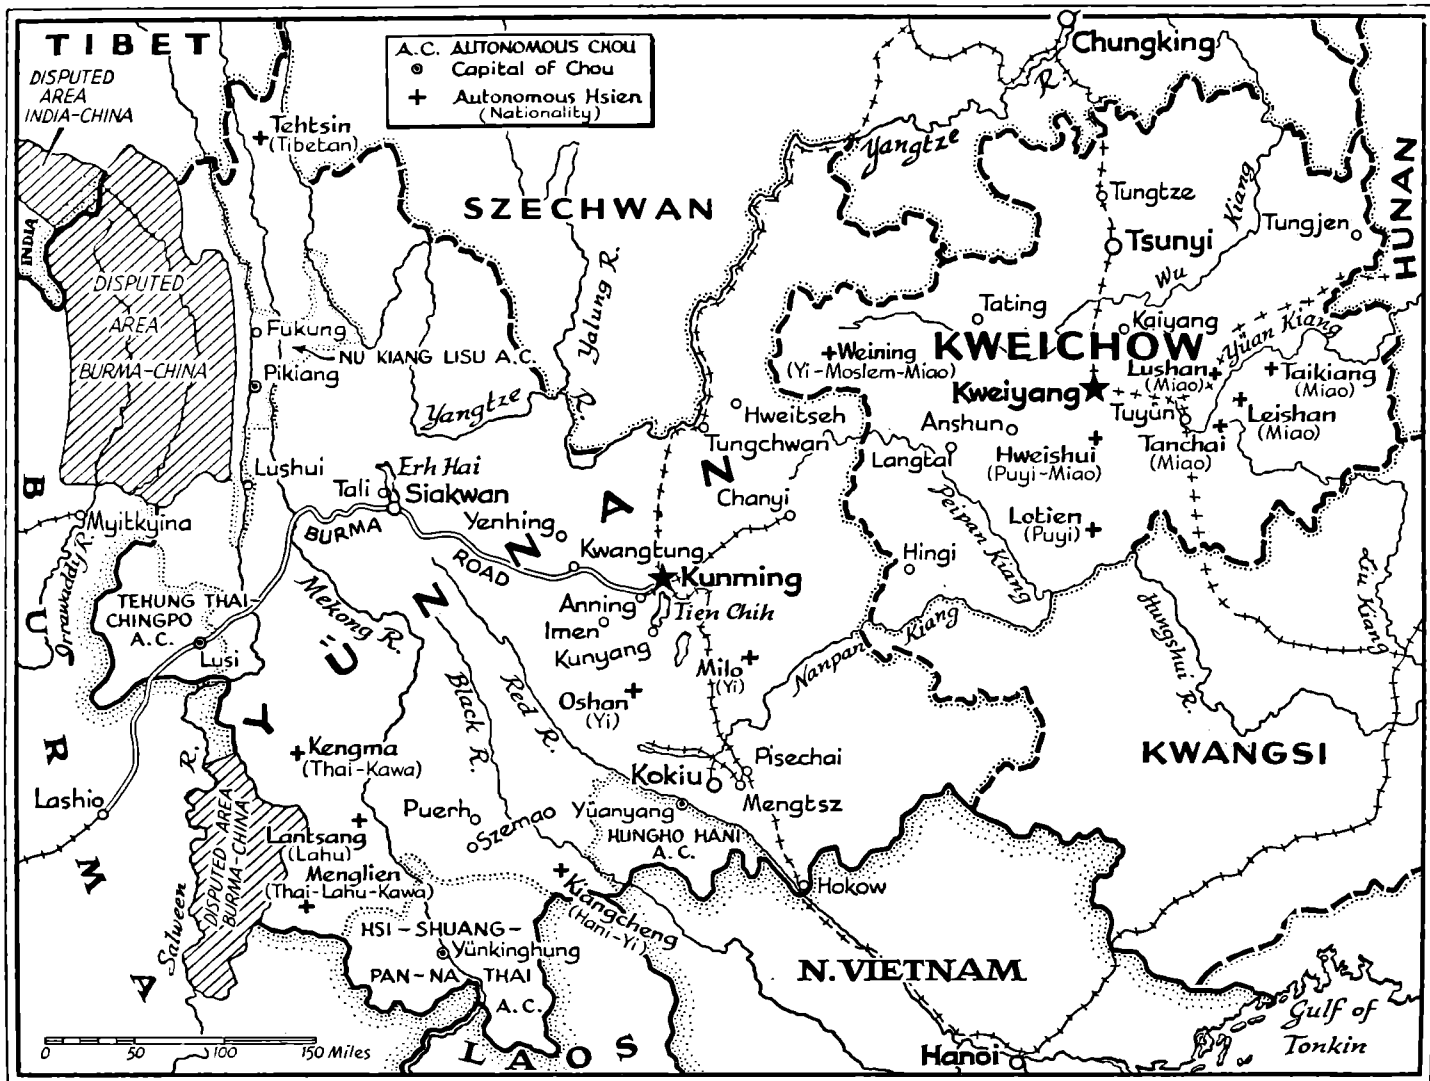 TIBET
DISPUTED
AREA
INDIA-CHINA
A.C. AUTONOMOUS CHOU
Capital of Chou
Autonomous Hsien
(Nationality)
Chungking
R.
Yangtze
Tehtsin
(Tibetan)
SZECHWAN
HUNAN
Tungtze
Kiang
Tungjen
Tsunyi
Wu
INDIA
DISPUTED
AREA
BURMA-CHINA
Yalung R.
Tating
Kaiyang
Yüan Kiang
Fukung
NU KIANG LISU A.C.
Pikiang
Weining
(Yi-Moslem-Miao)
KWEICHOW
Lushan
(Miao)
Taikiang
(Miao)
Kweiyang
Yangtze
R.
Hweitseh
Tungchwan
Anshun
Tuyün
Leishan
(Miao)
Langtai
Hweishui
(Puyi-Miao)
Tanchai
(Miao)
Lushui
Erh Hai
Tali
Siakwan
Chanyi
Peipan Kiang
Lotien
(Puyi)
BURMA
Myitkyina
Irrawaddy R.
BURMA
ROAD
Yenhing
Kwangtung
Kunming
Hingi
YÜNNAN
TEHUNG THAI-
CHINGPO
A.C.
Lusi
Mekong R.
Anning
Imen
Kunyang
Tien Chih
Kiang
Nanpan
Hungshui R.
Liu Kiang
Milo
(Yi)
Oshan
(Yi)
Black R.
Red R.
KWANGSI
Kengma
(Thai-Kawa)
R.
Lashio
Kokiu
Pisechai
Mengtsz
Puerh
Szemao
Yüanyang
HUNGHO HANI
A.C.
Lantsang
(Lahu)
Menglien
(Thai-Lahu-Kawa)
DISPUTED AREA
BURMA-CHINA
Salween
Kiangcheng
(Hani-Yi)
Hokow
HSI-SHUANG-
Yünkinghung
PAN-NA THAI
A.C.
N. VIETNAM
LAOS
Hanoi
Gulf of
Tonkin
0 50 100 150 Miles